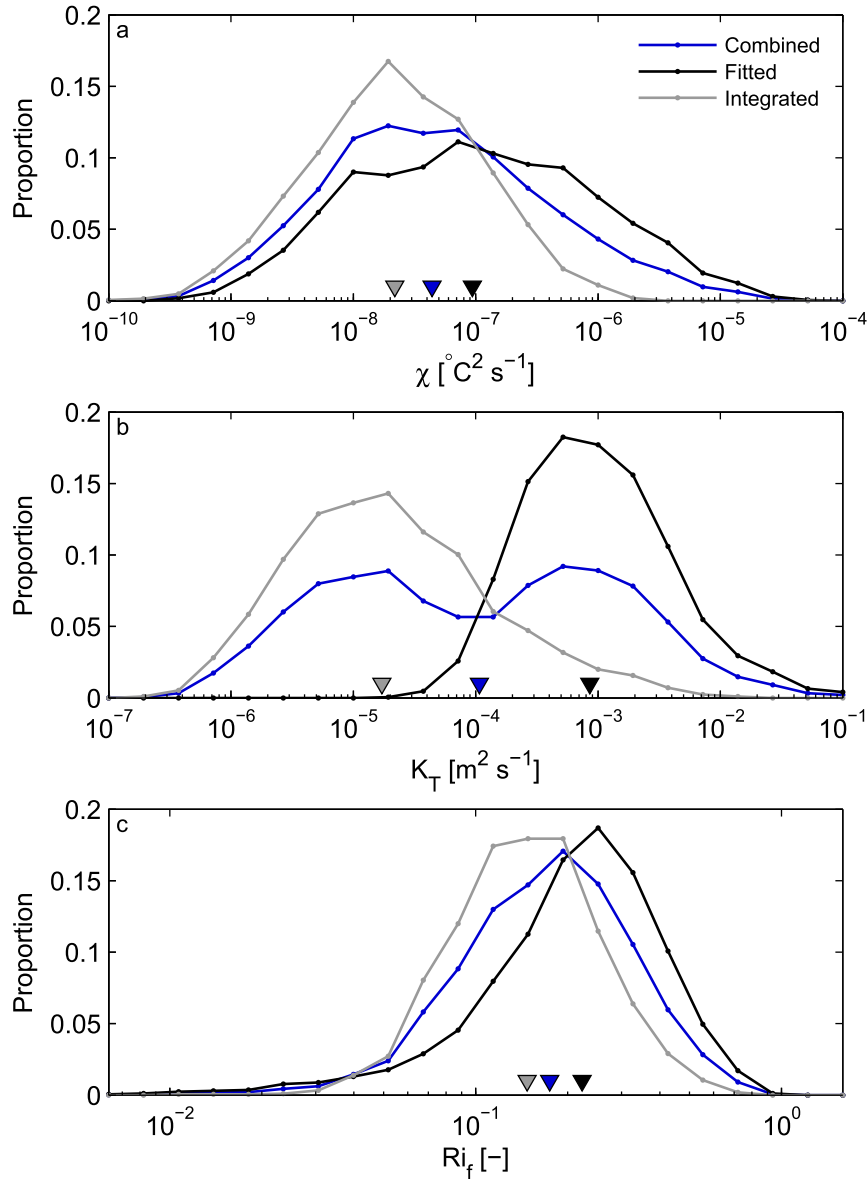 a
Combined
Fitted
Integrated
Proportion
0.2
0.15
0.1
0.05
0
10⁻¹⁰ 10⁻⁹ 10⁻⁸ 10⁻⁷ 10⁻⁶ 10⁻⁵ 10⁻⁴
χ [°C² s⁻¹]
b
Proportion
0.2
0.15
0.1
0.05
0
10⁻⁷ 10⁻⁶ 10⁻⁵ 10⁻⁴ 10⁻³ 10⁻² 10⁻¹
K_T [m² s⁻¹]
c
Proportion
0.2
0.15
0.1
0.05
0
10⁻² 10⁻¹ 10⁰
Ri_f [−]